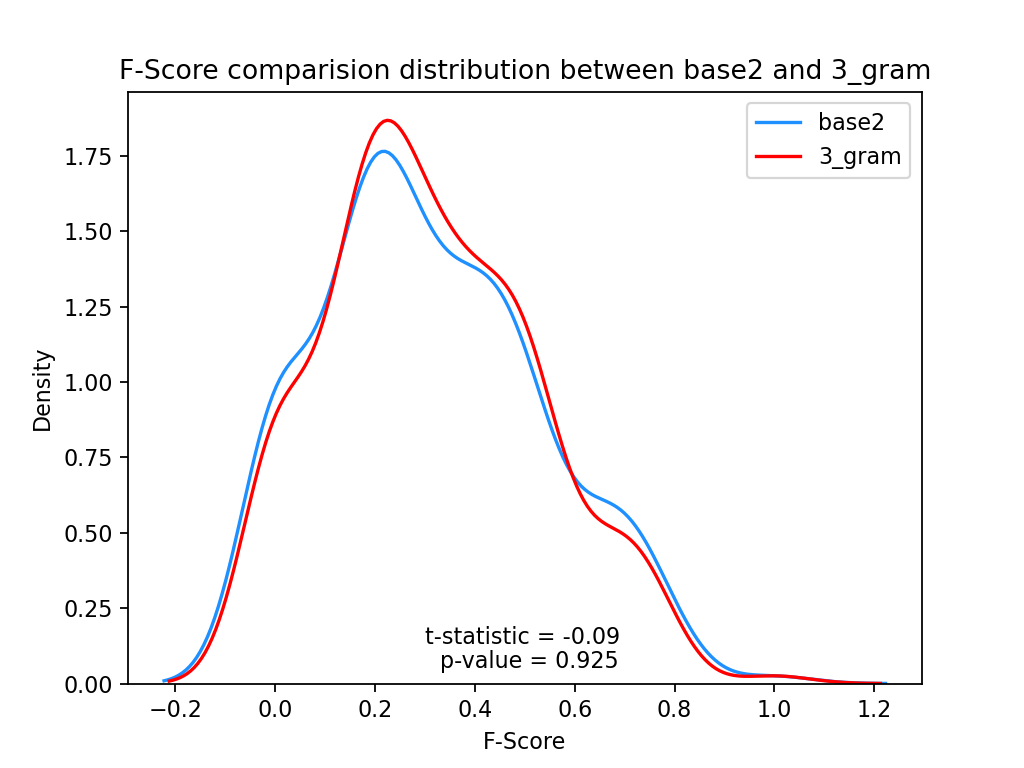 F-Score comparision distribution between base2 and 3_gram
base2
3_gram
1.75
1.50
1.25
1.00
0.75
0.50
0.25
0.00
Density
t-statistic = -0.09
p-value = 0.925
−0.2 0.0 0.2 0.4 0.6 0.8 1.0 1.2
F-Score